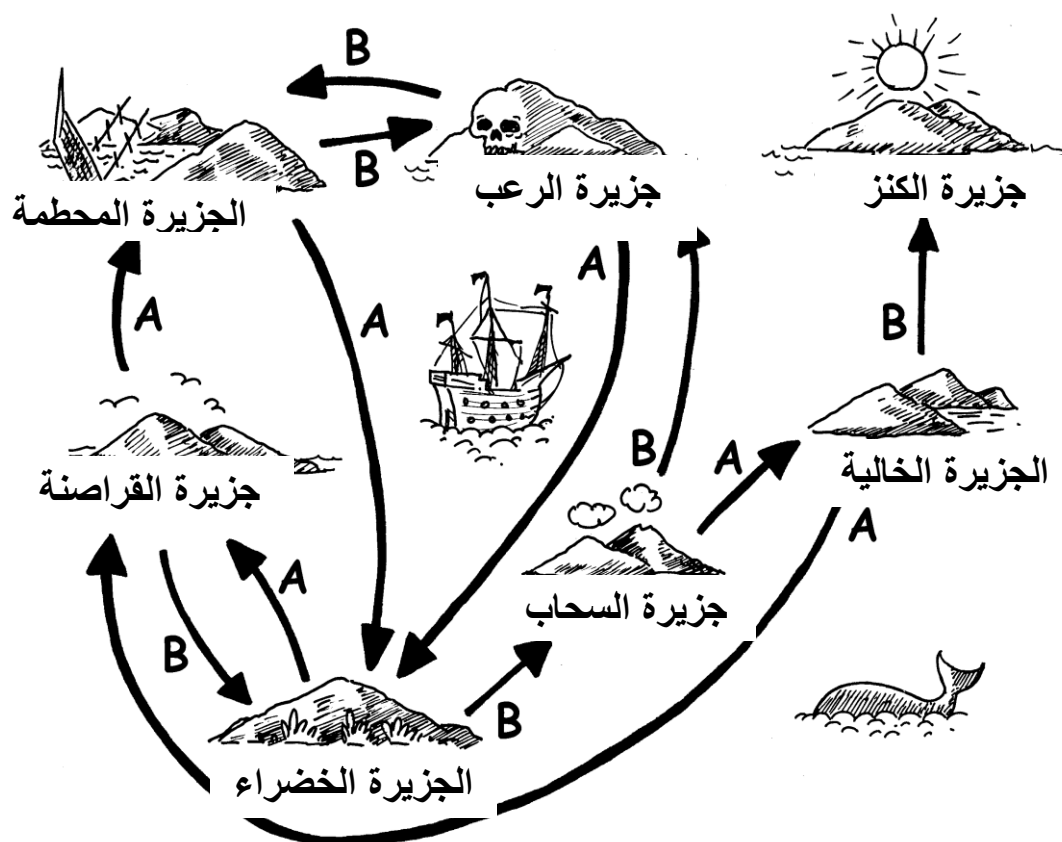 B
B
الجزيرة المحطمة
جزيرة الرعب
جزيرة الكنز
A
A
A
B
جزيرة القراصنة
B
A
الجزيرة الخالية
A
A
B
جزيرة السحاب
B
الجزيرة الخضراء